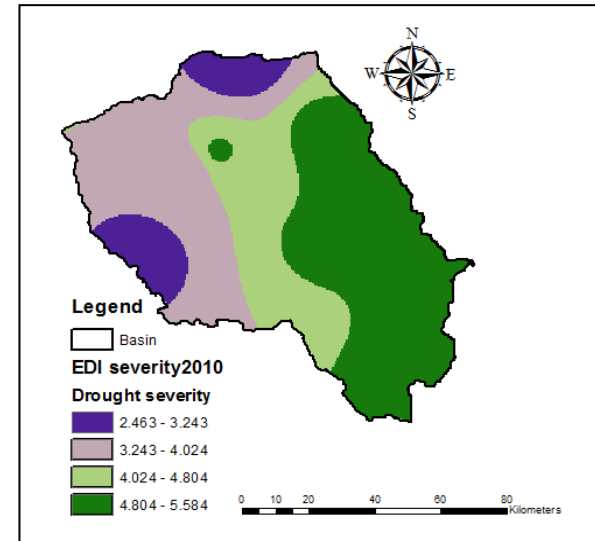 N
W E
S
Legend
Basin
EDI severity2010
Drought severity
2.463 - 3.243
3.243 - 4.024
4.024 - 4.804
4.804 - 5.584
0 10 20 40 60 80
Kilometers